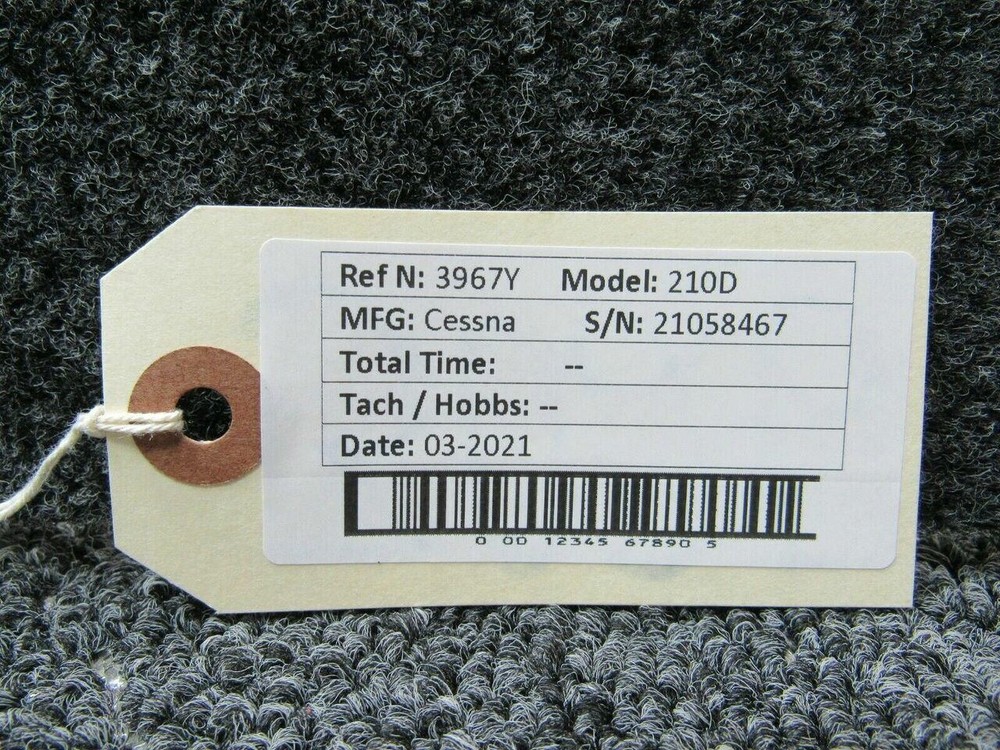 Ref N: 3967Y Model: 210D
MFG: Cessna S/N: 21058467
Total Time: --
Tach / Hobbs: --
Date: 03-2021
0 00 12345 67890 5